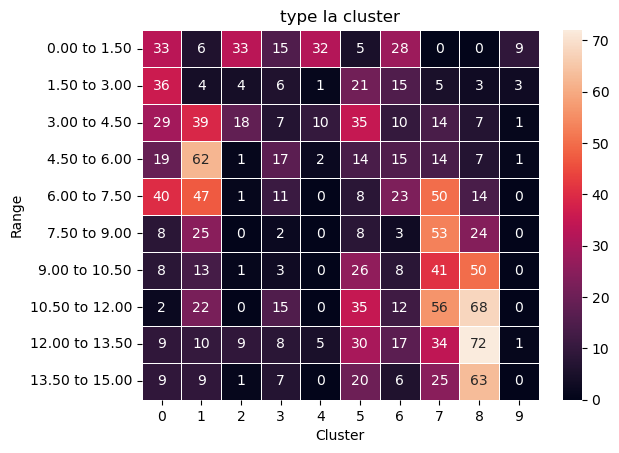 type Ia cluster
0.00 to 1.50 33 6 33 15 32 5 28 0 0 9
1.50 to 3.00 36 4 4 6 1 21 15 5 3 3
3.00 to 4.50 29 39 18 7 10 35 10 14 7 1
4.50 to 6.00 19 62 1 17 2 14 15 14 7 1
6.00 to 7.50 40 47 1 11 0 8 23 50 14 0
7.50 to 9.00 8 25 0 2 0 8 3 53 24 0
9.00 to 10.50 8 13 1 3 0 26 8 41 50 0
10.50 to 12.00 2 22 0 15 0 35 12 56 68 0
12.00 to 13.50 9 10 9 8 5 30 17 34 72 1
13.50 to 15.00 9 9 1 7 0 20 6 25 63 0
0 1 2 3 4 5 6 7 8 9
Cluster
Range
70
60
50
40
30
20
10
0